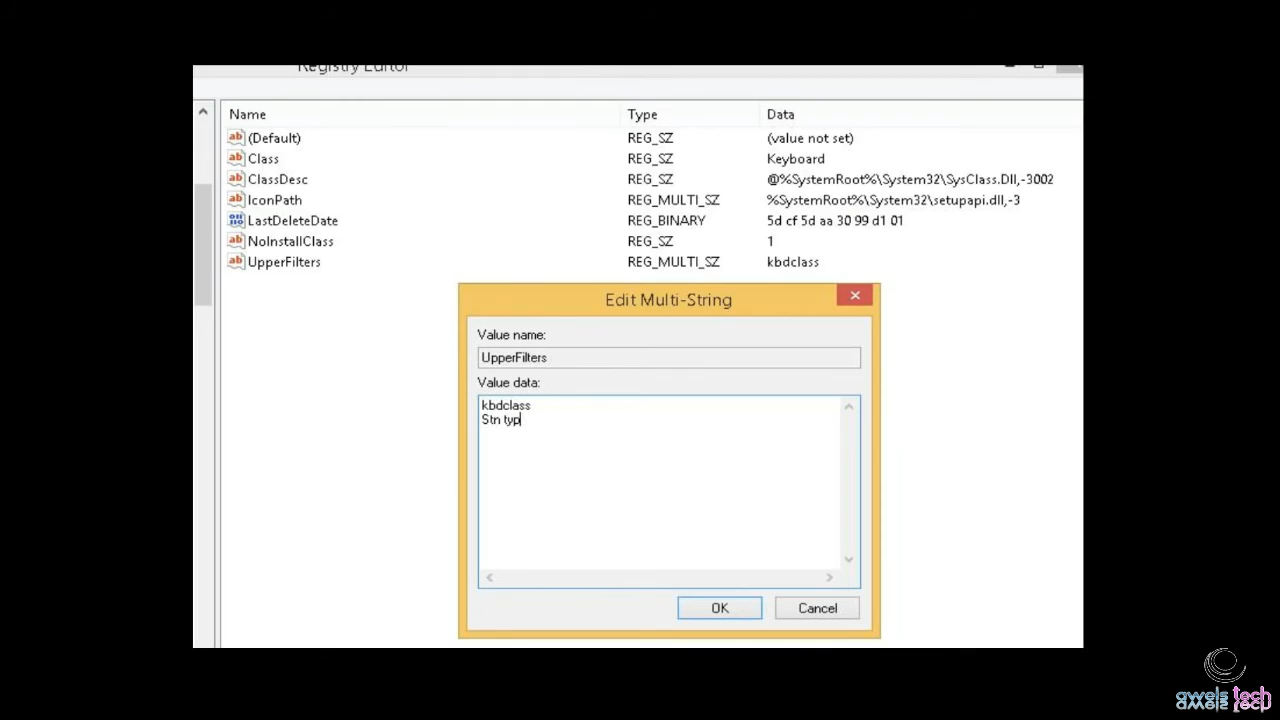 Registry Editor
Name Type Data
(Default) REG_SZ (value not set)
Class REG_SZ Keyboard
ClassDesc REG_SZ @%SystemRoot%\System32\SysClass.Dll,-3002
IconPath REG_MULTI_SZ %SystemRoot%\System32\setupapi.dll,-3
LastDeleteDate REG_BINARY 5d cf 5d aa 30 99 d1 01
NoInstallClass REG_SZ 1
UpperFilters REG_MULTI_SZ kbdclass
Edit Multi-String
Value name:
UpperFilters
Value data:
kbdclass
Stn typ
OK Cancel
awels tech